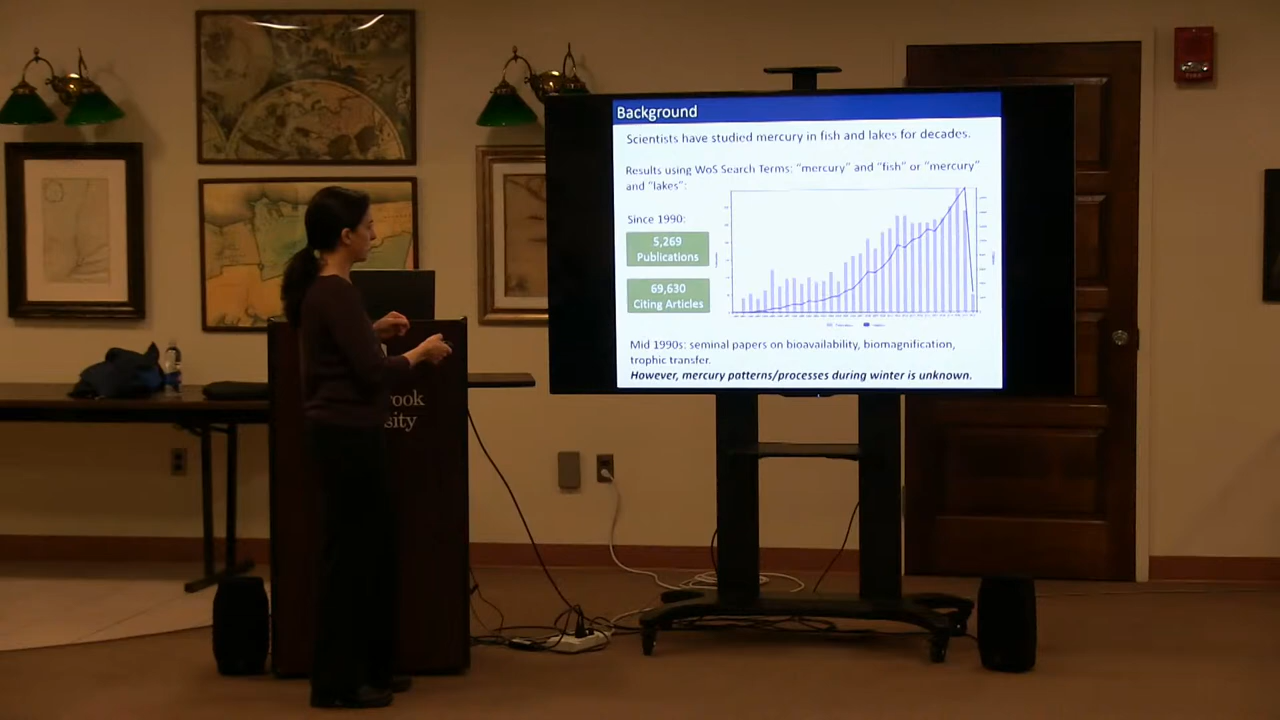 Background
Scientists have studied mercury in fish and lakes for decades.
Results using WoS Search Terms: "mercury" and "fish" or "mercury"
and "lakes":
Since 1990:
5,269
Publications
69,630
Citing Articles
Mid 1990s: seminal papers on bioavailability, biomagnification,
trophic transfer.
However, mercury patterns/processes during winter is unknown.
rook
sity
FIRE